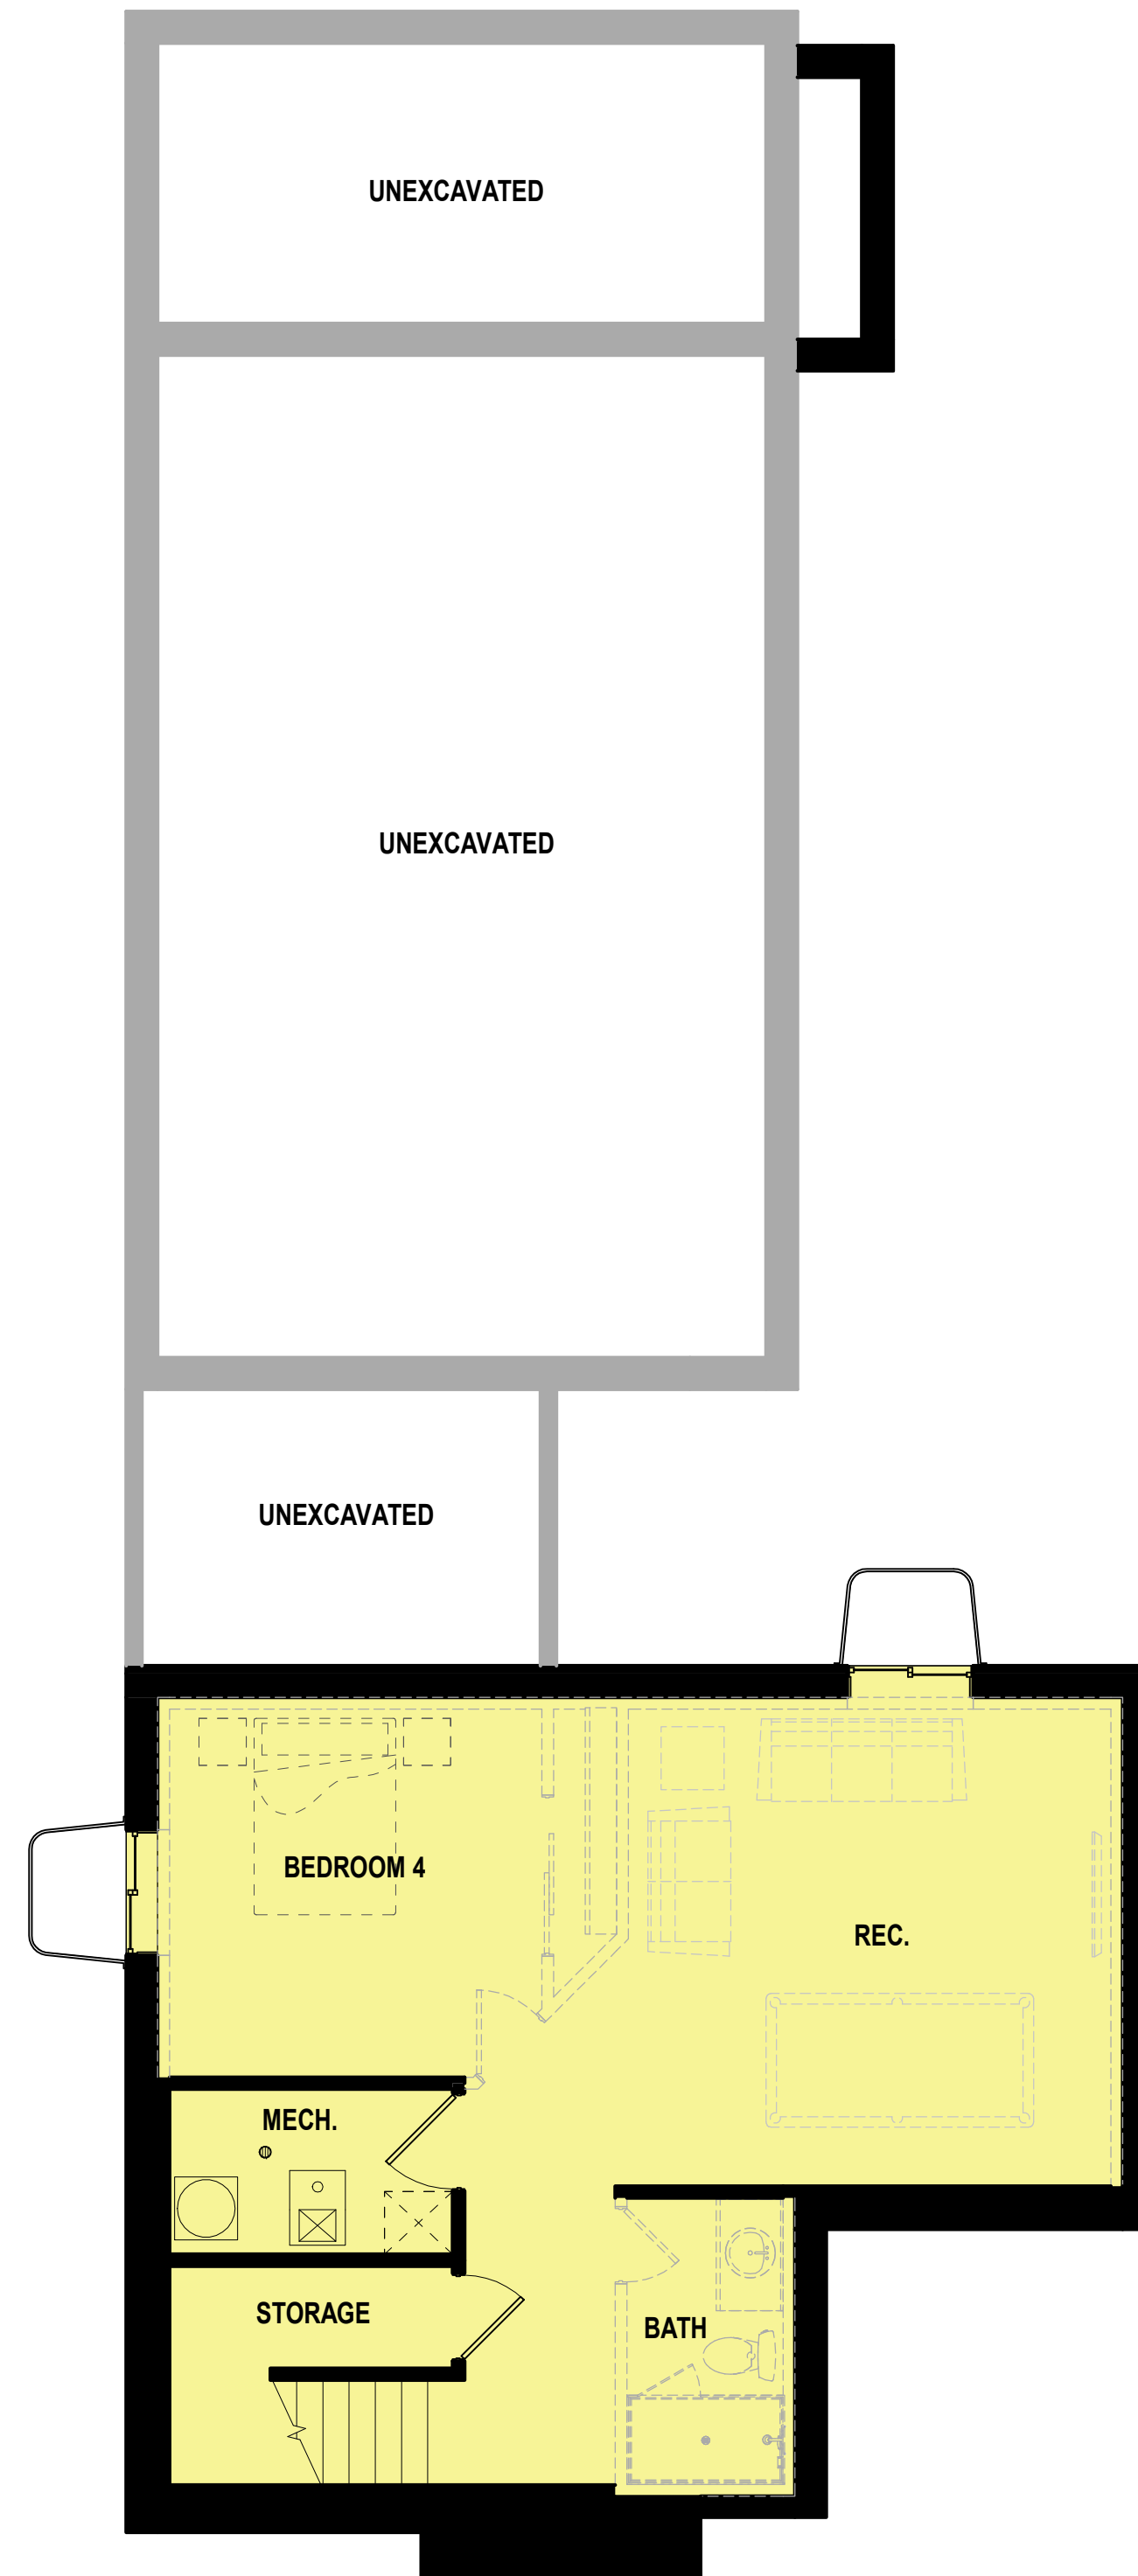 UNEXCAVATED
UNEXCAVATED
UNEXCAVATED
BEDROOM 4
REC.
MECH.
STORAGE
BATH